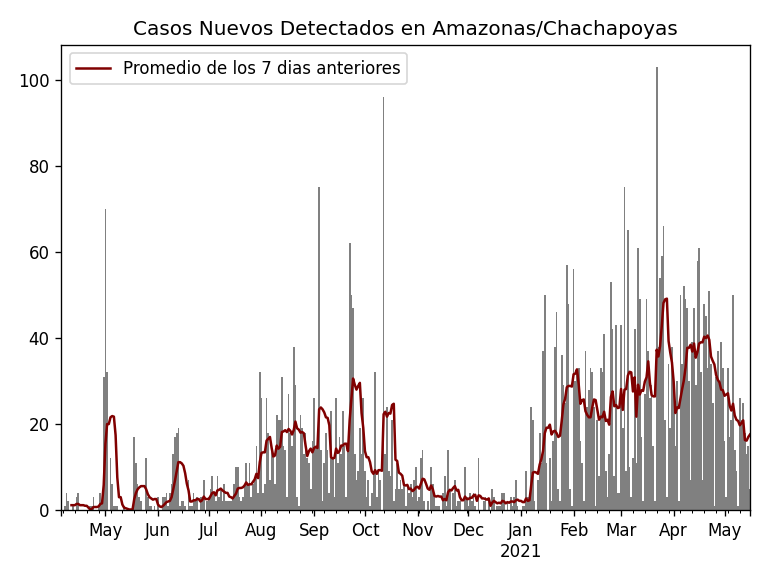 Casos Nuevos Detectados en Amazonas/Chachapoyas
Promedio de los 7 dias anteriores
100
80
60
40
20
0
May Jun Jul Aug Sep Oct Nov Dec Jan Feb Mar Apr May
2021